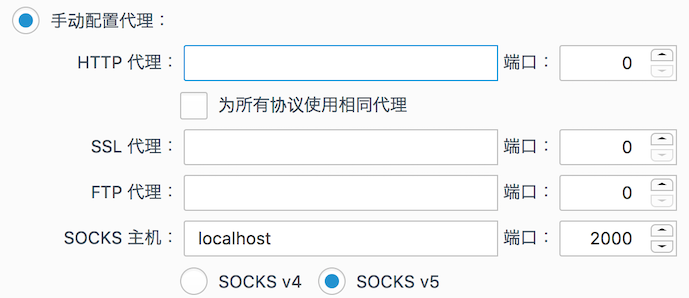 手动配置代理：
HTTP 代理： 端口： 0
为所有协议使用相同代理
SSL 代理： 端口： 0
FTP 代理： 端口： 0
SOCKS 主机： localhost 端口： 2000
SOCKS v4 SOCKS v5